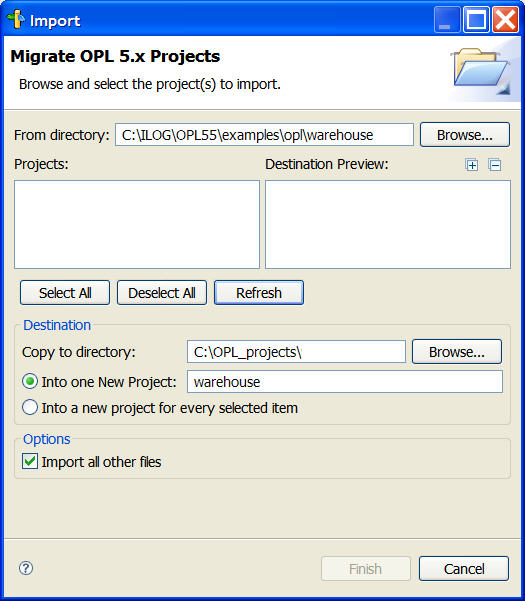 Import
Migrate OPL 5.x Projects
Browse and select the project(s) to import.
From directory: C:\ILOG\OPL55\examples\opl\warehouse Browse...
Projects: Destination Preview:
Select All Deselect All Refresh
Destination
Copy to directory: C:\OPL_projects\ Browse...
Into one New Project: warehouse
Into a new project for every selected item
Options
Import all other files
? Finish Cancel